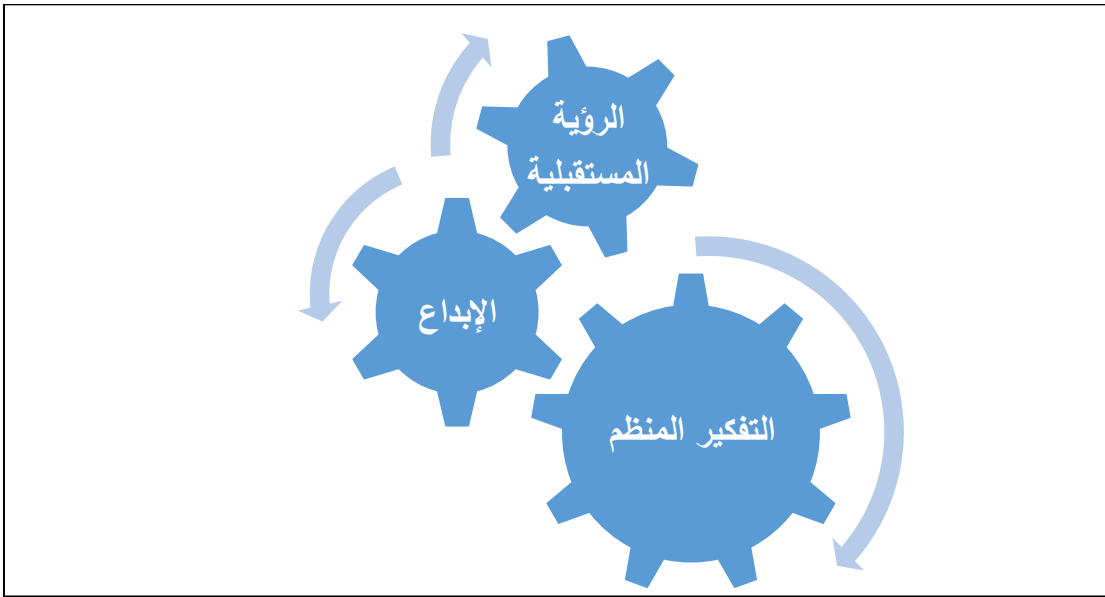 الرؤية
المستقبلية
الإبداع
التفكير المنظم